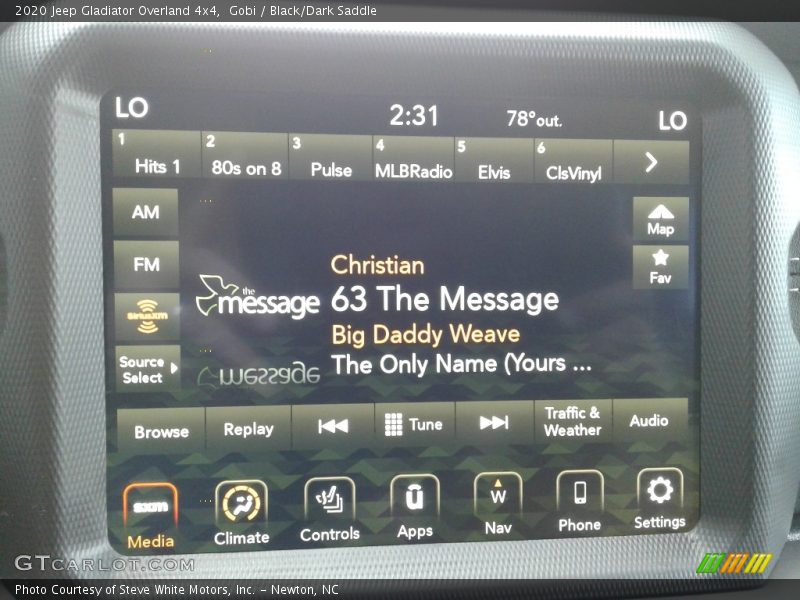 2020 Jeep Gladiator Overland 4x4,  Gobi / Black/Dark Saddle
LO 2:31 78° out. LO
1 Hits 1 2 80s on 8 3 Pulse 4 MLBRadio 5 Elvis 6 ClsVinyl
AM
Map
FM
Fav
SiriusXM
Source Select
the message
Christian
63 The Message
Big Daddy Weave
The Only Name (Yours ...
message
Browse Replay Tune Traffic & Weather Audio
sxm
Media
Climate
Controls
û
Apps
W
Nav
Phone
Settings
GTCARLOT.COM
Photo Courtesy of Steve White Motors, Inc. – Newton, NC